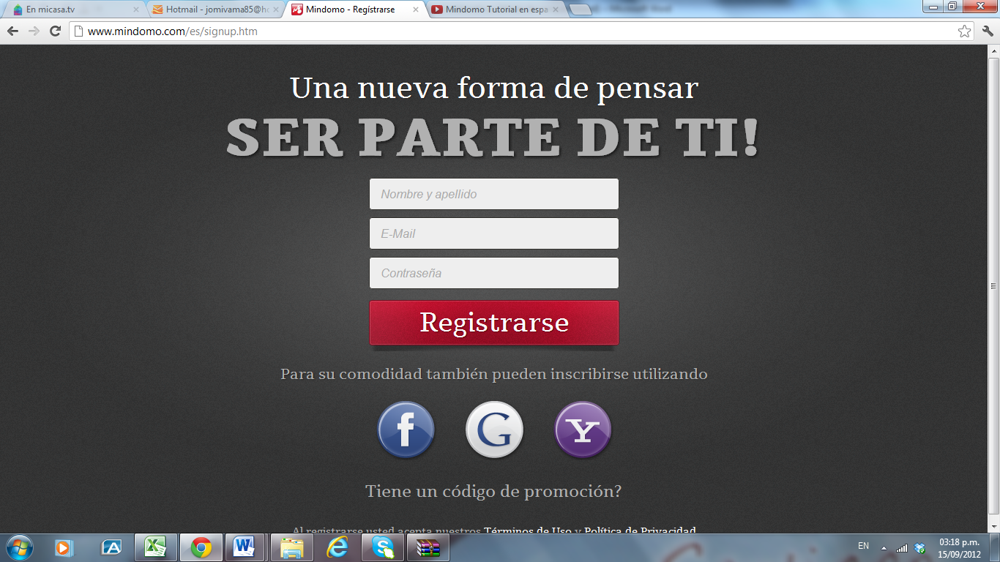 En micasa.tv
Hotmail - jomivama85@ho
Mindomo - Regístrarse
Mindomo Tutorial en espa
www.mindomo.com/es/signup.htm
Una nueva forma de pensar
SER PARTE DE TI!
Nombre y apellido
E-Mail
Contraseña
Registrarse
Para su comodidad también pueden inscribirse utilizando
f
G
Y
Tiene un código de promoción?
Al registrarse usted acepta nuestros Términos de Uso y Política de Privacidad
EN
03:18 p.m.
15/09/2012